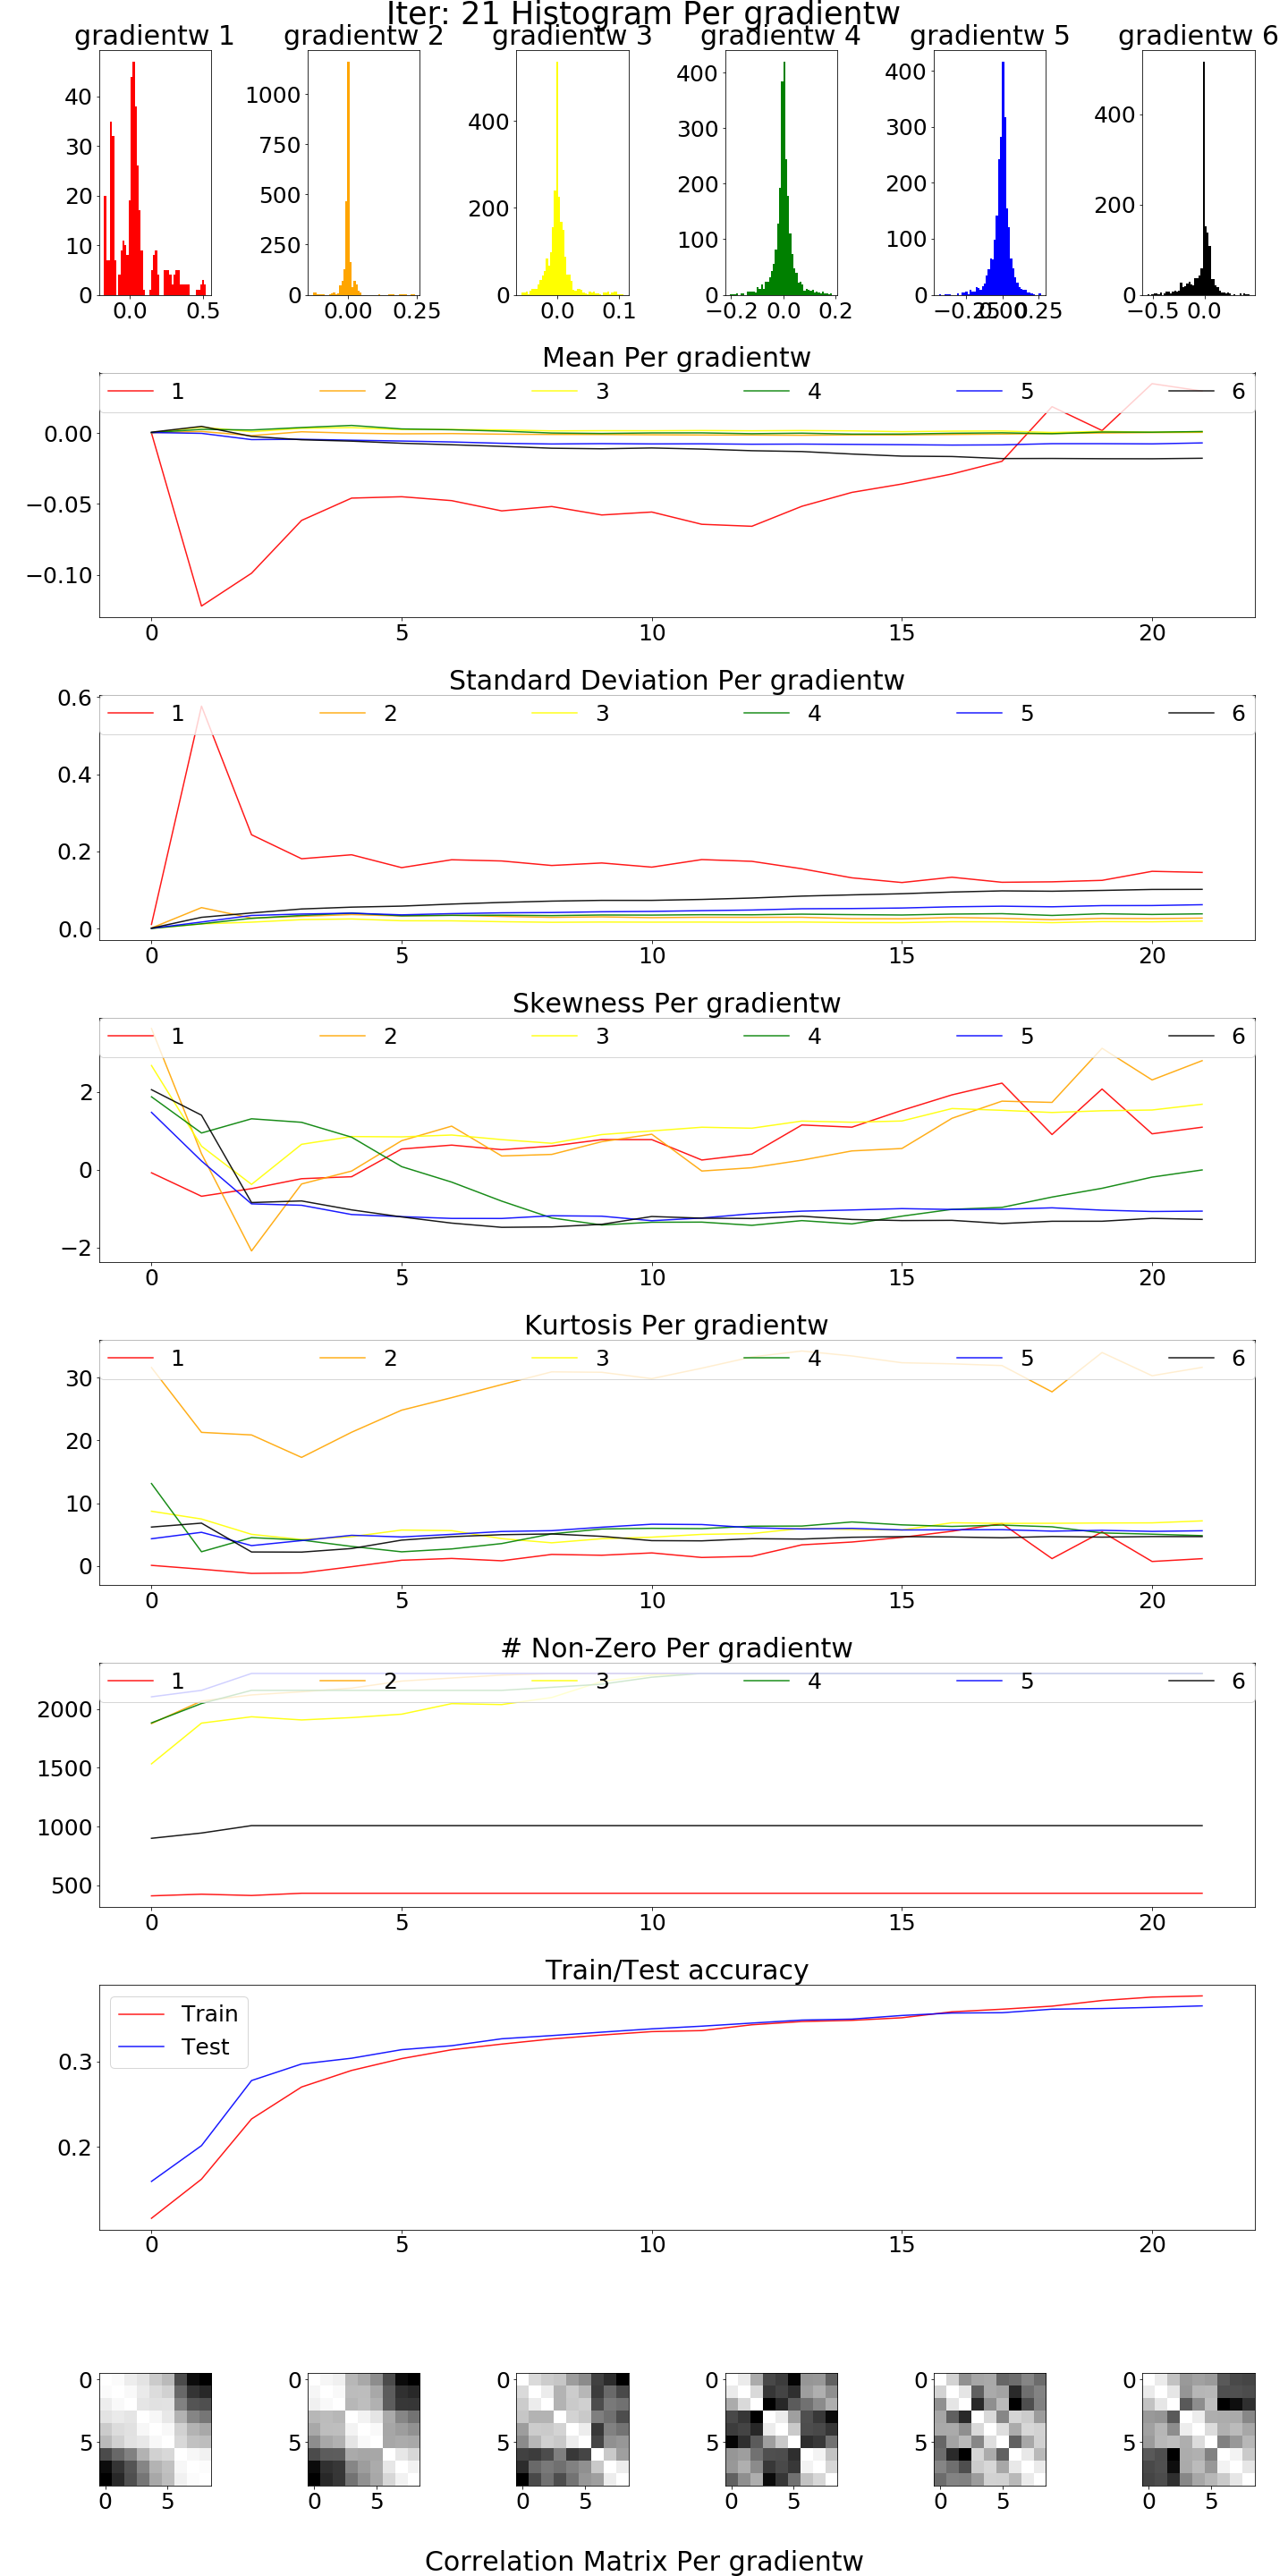 Iter: 21 Histogram Per gradientw
gradientw 1 gradientw 2 gradientw 3 gradientw 4 gradientw 5 gradientw 6
40
30
20
10
0
0.0 0.5
1000
750
500
250
0
0.00 0.25
400
200
0
0.0 0.1
400
300
200
100
0
−0.2 0.0 0.2
400
300
200
100
0
−0.25 0.00 0.25
400
200
0
−0.5 0.0
Mean Per gradientw
1 2 3 4 5 6
0.00
−0.05
−0.10
0 5 10 15 20
Standard Deviation Per gradientw
1 2 3 4 5 6
0.6
0.4
0.2
0.0
0 5 10 15 20
Skewness Per gradientw
1 2 3 4 5 6
2
0
−2
0 5 10 15 20
Kurtosis Per gradientw
1 2 3 4 5 6
30
20
10
0
0 5 10 15 20
# Non-Zero Per gradientw
1 2 3 4 5 6
2000
1500
1000
500
0 5 10 15 20
Train/Test accuracy
Train
Test
0.3
0.2
0 5 10 15 20
0
5
0 5
0
5
0 5
0
5
0 5
0
5
0 5
0
5
0 5
0
5
0 5
Correlation Matrix Per gradientw